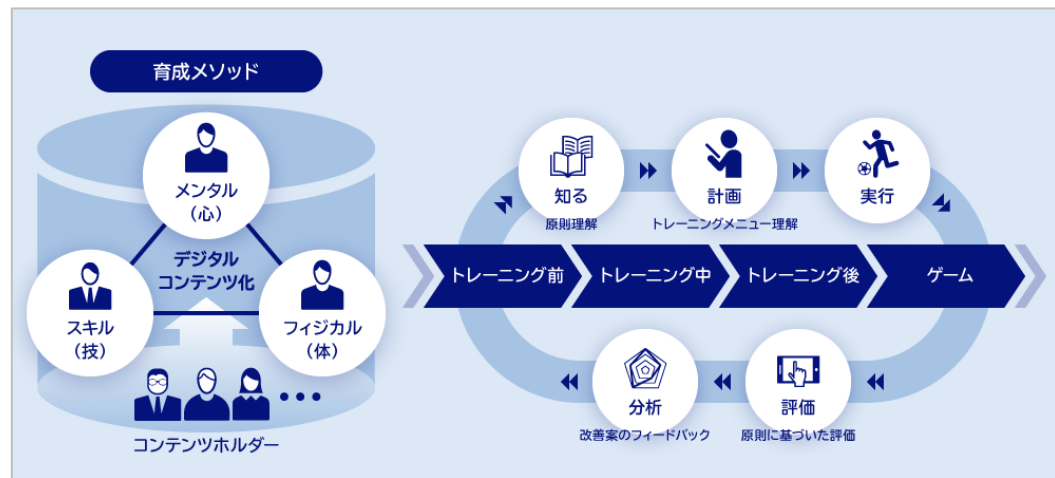 育成メソッド
メンタル
(心)
デジタル
コンテンツ化
スキル
(技)
フィジカル
(体)
コンテンツホルダー
知る
原則理解
計画
トレーニングメニュー理解
実行
トレーニング前
トレーニング中
トレーニング後
ゲーム
分析
改善案のフィードバック
評価
原則に基づいた評価